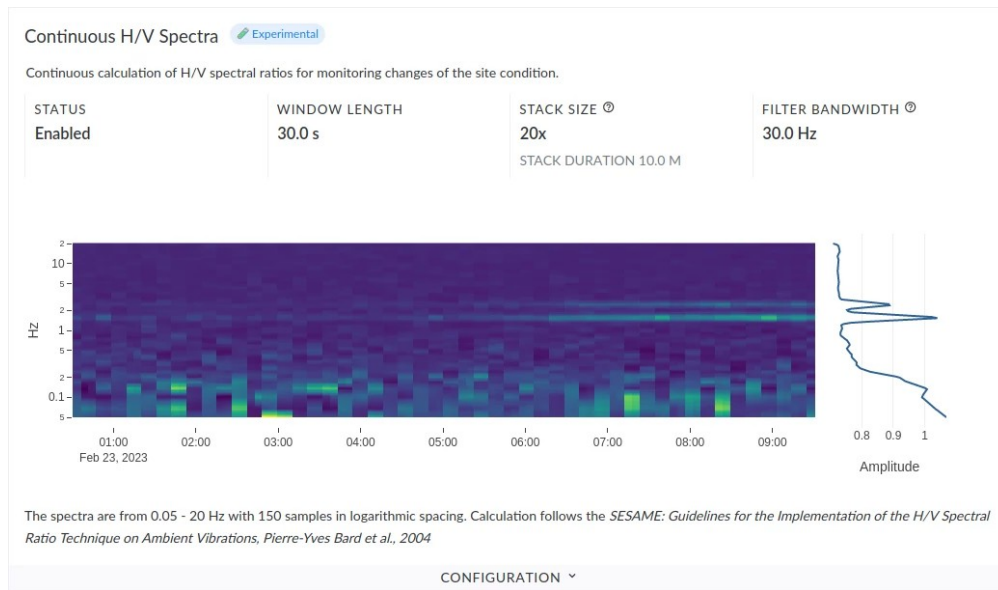 Continuous H/V Spectra Experimental
Continuous calculation of H/V spectral ratios for monitoring changes of the site condition.
STATUS
Enabled
WINDOW LENGTH
30.0 s
STACK SIZE
20x
STACK DURATION 10.0 M
FILTER BANDWIDTH
30.0 Hz
Hz
2
10
5
2
1
5
2
0.1
5
01:00 02:00 03:00 04:00 05:00 06:00 07:00 08:00 09:00
Feb 23, 2023
0.8 0.9 1
Amplitude
The spectra are from 0.05 - 20 Hz with 150 samples in logarithmic spacing. Calculation follows the SESAME: Guidelines for the Implementation of the H/V Spectral
Ratio Technique on Ambient Vibrations, Pierre-Yves Bard et al., 2004
CONFIGURATION